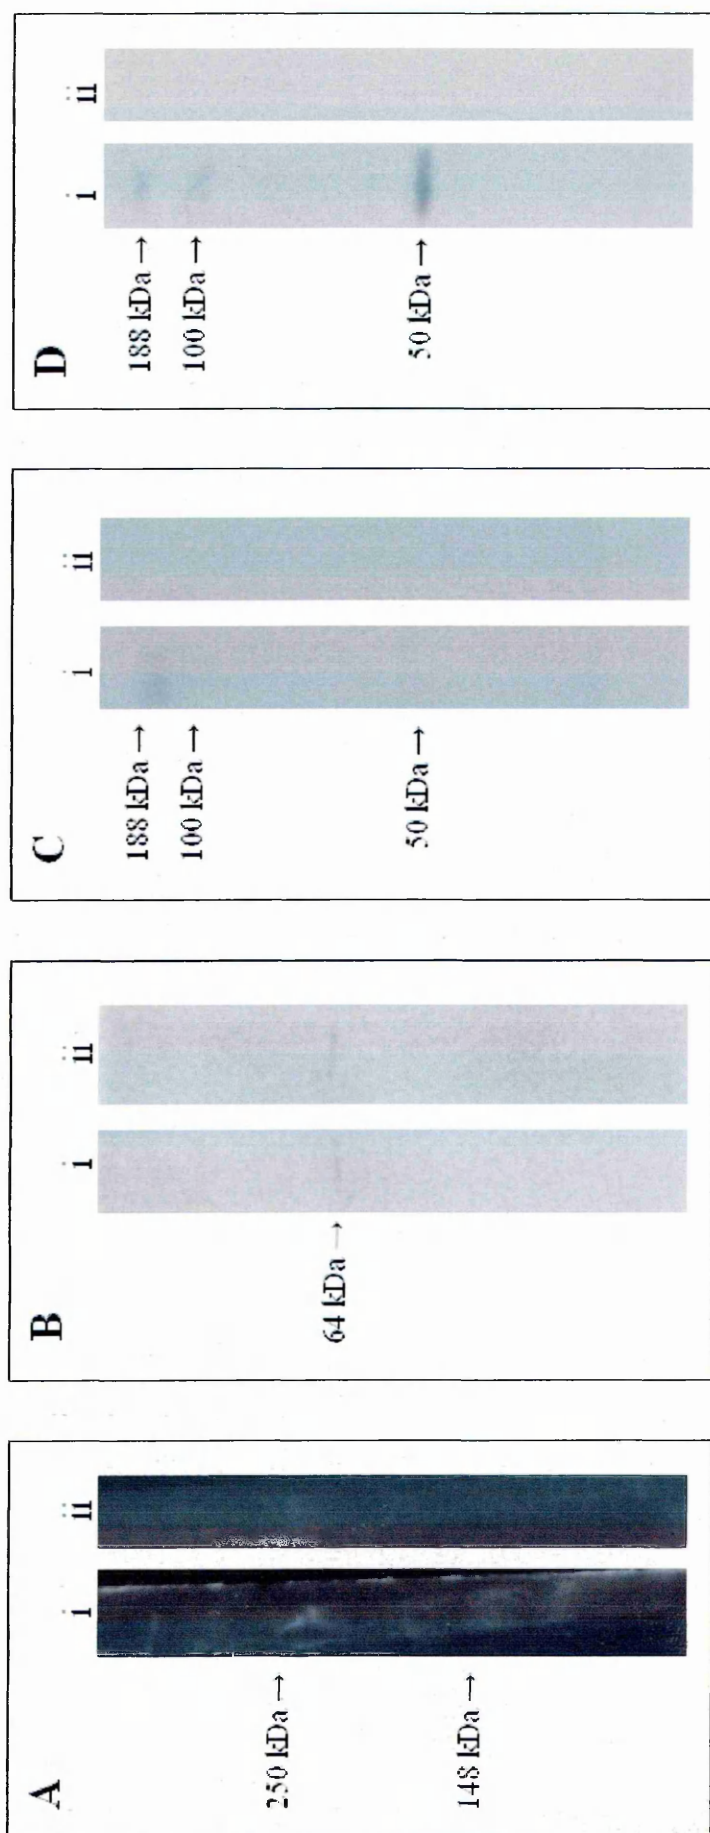 A
i ii
250 kDa →
148 kDa →
B
i ii
64 kDa →
C
i ii
188 kDa →
100 kDa →
50 kDa →
D
i ii
188 kDa →
100 kDa →
50 kDa →